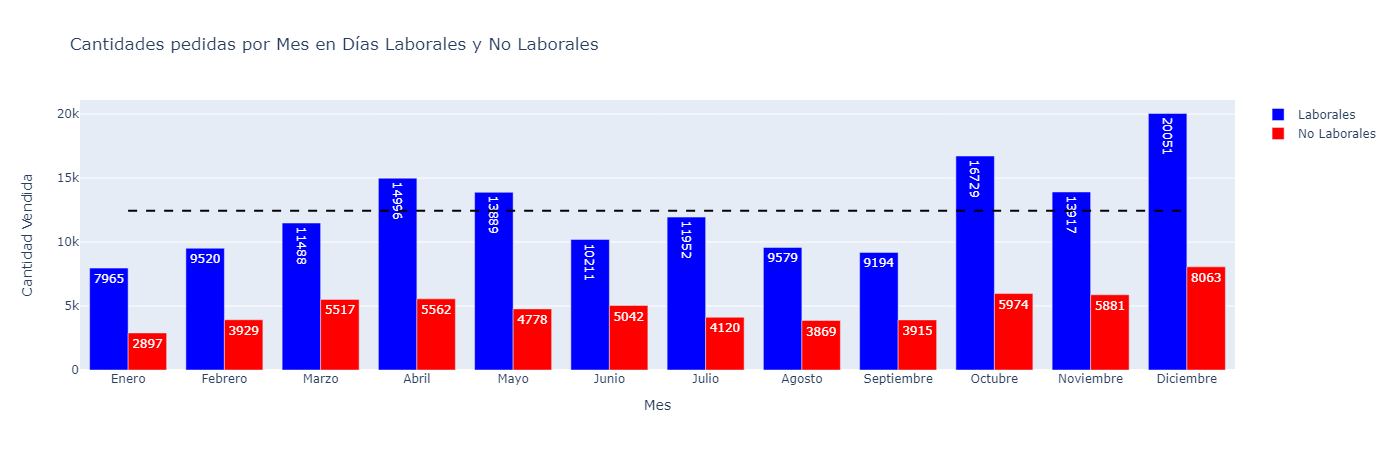 Cantidades pedidas por Mes en Días Laborales y No Laborales
Laborales
No Laborales
Cantidad Vendida
20k
15k
10k
5k
0
7965
2897
9520
3929
11488
5517
14996
5562
13889
4778
10211
5042
11952
4120
9579
3869
9194
3915
16729
5974
13917
5881
20051
8063
Enero Febrero Marzo Abril Mayo Junio Julio Agosto Septiembre Octubre Noviembre Diciembre
Mes